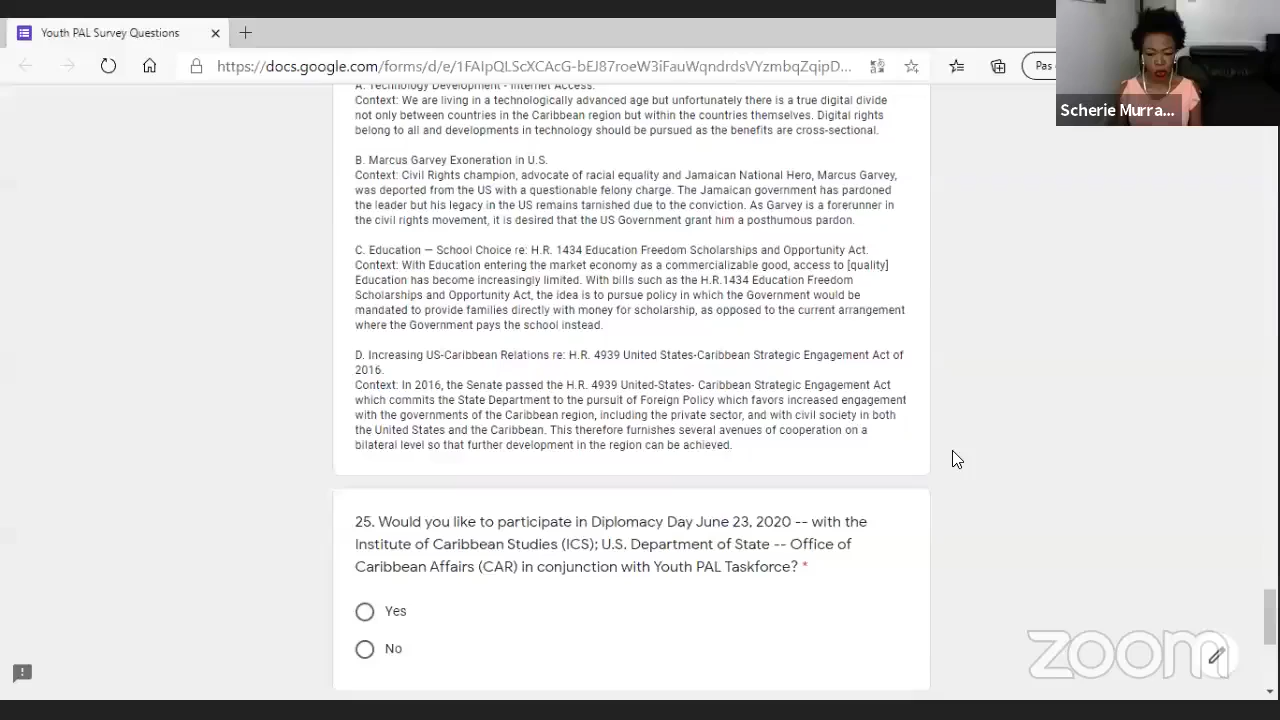 Youth PAL Survey Questions
https://docs.google.com/forms/d/e/1FAIpQLScXCAcG-bEJ87roeW3iFauWqndrdsVYzmbqZqipD...
Pas
Scherie Murra...
A. Technology Development - Internet Access.
Context: We are living in a technologically advanced age but unfortunately there is a true digital divide
not only between countries in the Caribbean region but within the countries themselves. Digital rights
belong to all and developments in technology should be pursued as the benefits are cross-sectional.
B. Marcus Garvey Exoneration in U.S.
Context: Civil Rights champion, advocate of racial equality and Jamaican National Hero, Marcus Garvey,
was deported from the US with a questionable felony charge. The Jamaican government has pardoned
the leader but his legacy in the US remains tarnished due to the conviction. As Garvey is a forerunner in
the civil rights movement, it is desired that the US Government grant him a posthumous pardon.
C. Education — School Choice re: H.R. 1434 Education Freedom Scholarships and Opportunity Act.
Context: With Education entering the market economy as a commercializable good, access to [quality]
Education has become increasingly limited. With bills such as the H.R.1434 Education Freedom
Scholarships and Opportunity Act, the idea is to pursue policy in which the Government would be
mandated to provide families directly with money for scholarship, as opposed to the current arrangement
where the Government pays the school instead.
D. Increasing US-Caribbean Relations re: H.R. 4939 United States-Caribbean Strategic Engagement Act of
2016.
Context: In 2016, the Senate passed the H.R. 4939 United-States- Caribbean Strategic Engagement Act
which commits the State Department to the pursuit of Foreign Policy which favors increased engagement
with the governments of the Caribbean region, including the private sector, and with civil society in both
the United States and the Caribbean. This therefore furnishes several avenues of cooperation on a
bilateral level so that further development in the region can be achieved.
25. Would you like to participate in Diplomacy Day June 23, 2020 -- with the
Institute of Caribbean Studies (ICS); U.S. Department of State -- Office of
Caribbean Affairs (CAR) in conjunction with Youth PAL Taskforce? *
Yes
No
zoom